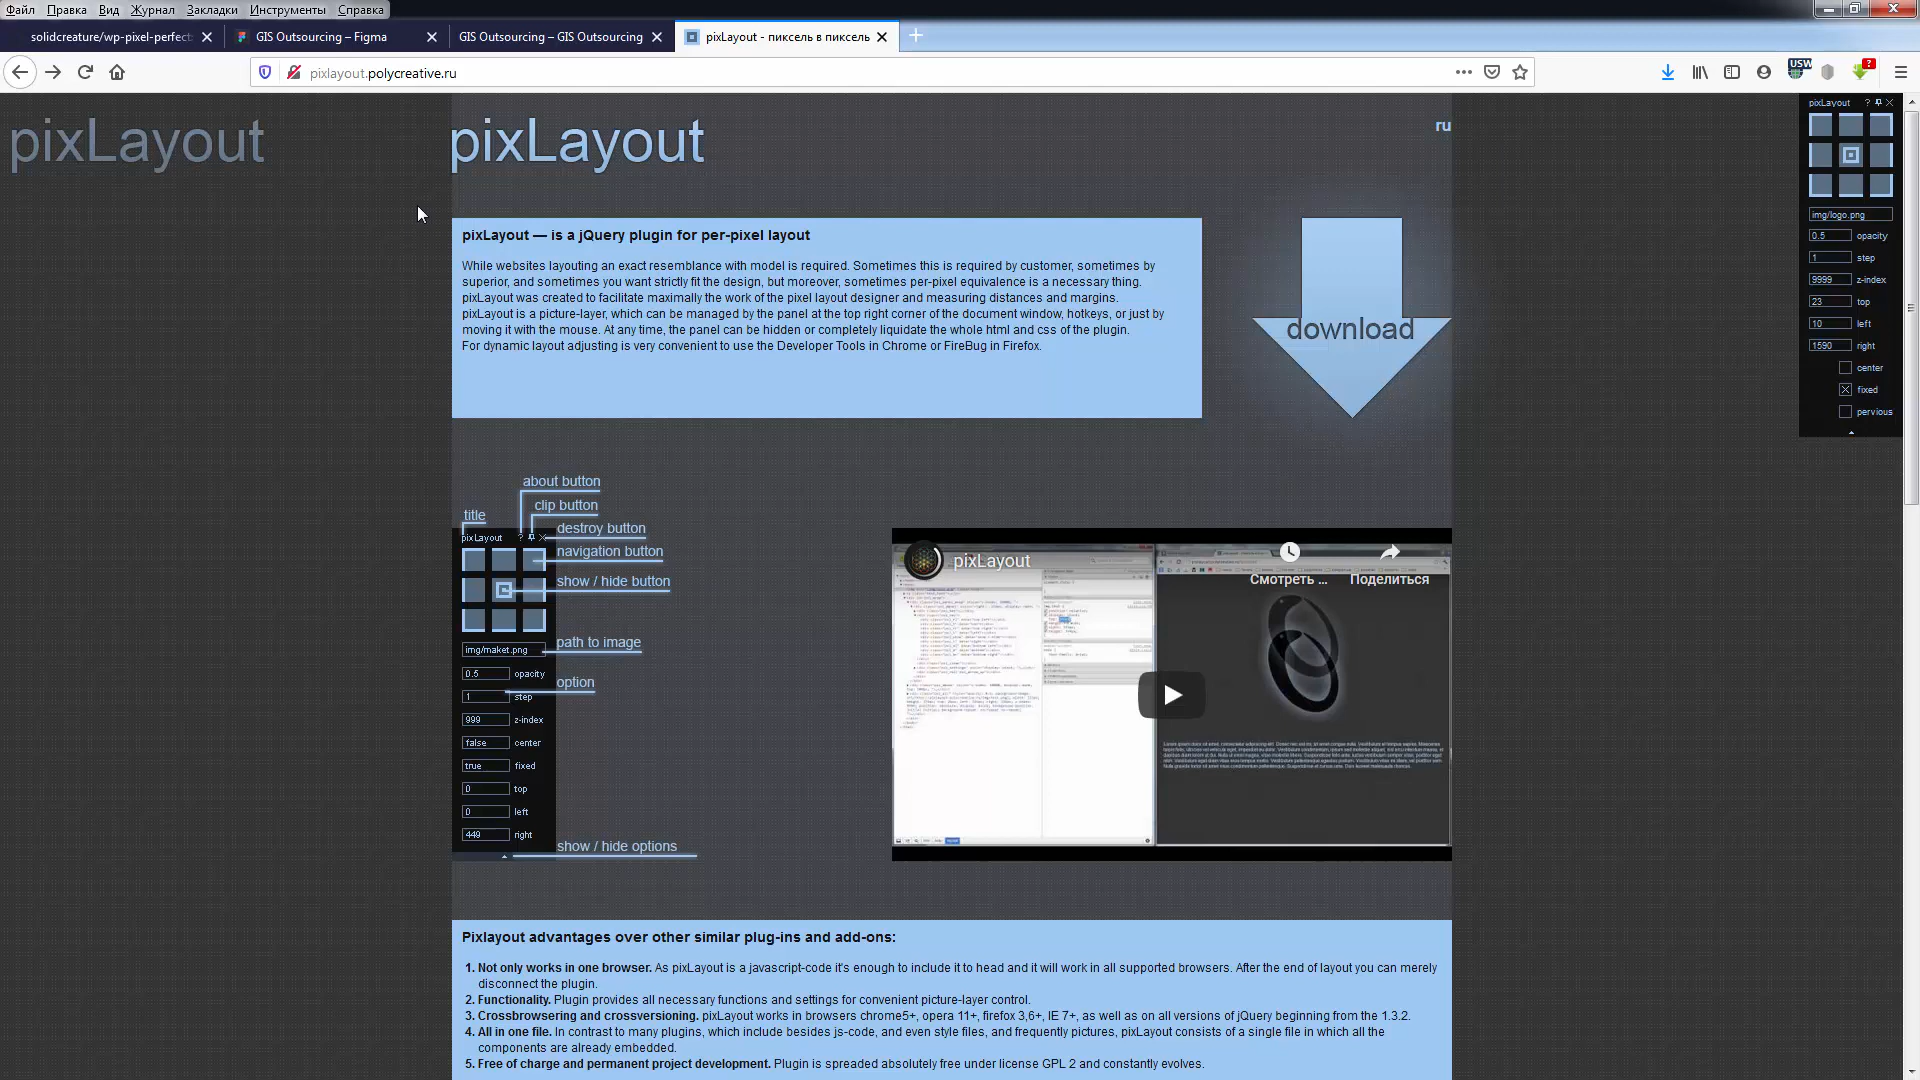 Файл Правка Вид Журнал Закладки Инструменты Справка
solidcreature/wp-pixel-perfect
GIS Outsourcing – Figma
GIS Outsourcing – GIS Outsourcing
pixLayout - пиксель в пиксель
pixlayout.polycreative.ru
USW
?
pixLayout
pixLayout
ru
pixLayout — is a jQuery plugin for per-pixel layout
While websites layouting an exact resemblance with model is required. Sometimes this is required by customer, sometimes by
superior, and sometimes you want strictly fit the design, but moreover, sometimes per-pixel equivalence is a necessary thing.
pixLayout was created to facilitate maximally the work of the pixel layout designer and measuring distances and margins.
pixLayout is a picture-layer, which can be managed by the panel at the top right corner of the document window, hotkeys, or just by
moving it with the mouse. At any time, the panel can be hidden or completely liquidate the whole html and css of the plugin.
For dynamic layout adjusting is very convenient to use the Developer Tools in Chrome or FireBug in Firefox.
download
pixLayout ?
img/logo.png
0.5 opacity
1 step
9999 z-index
23 top
10 left
1590 right
center
fixed
pervious
about button
clip button
title
destroy button
pixLayout ?
navigation button
show / hide button
path to image
img/maket.png
0.5 opacity
option
1 step
999 z-index
false center
true fixed
0 top
0 left
449 right
show / hide options
pixLayout
Смотреть ...
Поделиться
Pixlayout advantages over other similar plug-ins and add-ons:
1. Not only works in one browser. As pixLayout is a javascript-code it's enough to include it to head and it will work in all supported browsers. After the end of layout you can merely
disconnect the plugin.
2. Functionality. Plugin provides all necessary functions and settings for convenient picture-layer control.
3. Crossbrowsering and crossversioning. pixLayout works in browsers chrome5+, opera 11+, firefox 3,6+, IE 7+, as well as on all versions of jQuery beginning from the 1.3.2.
4. All in one file. In contrast to many plugins, which include besides js-code, and even style files, and frequently pictures, pixLayout consists of a single file in which all the
components are already embedded.
5. Free of charge and permanent project development. Plugin is spreaded absolutely free under license GPL 2 and constantly evolves.